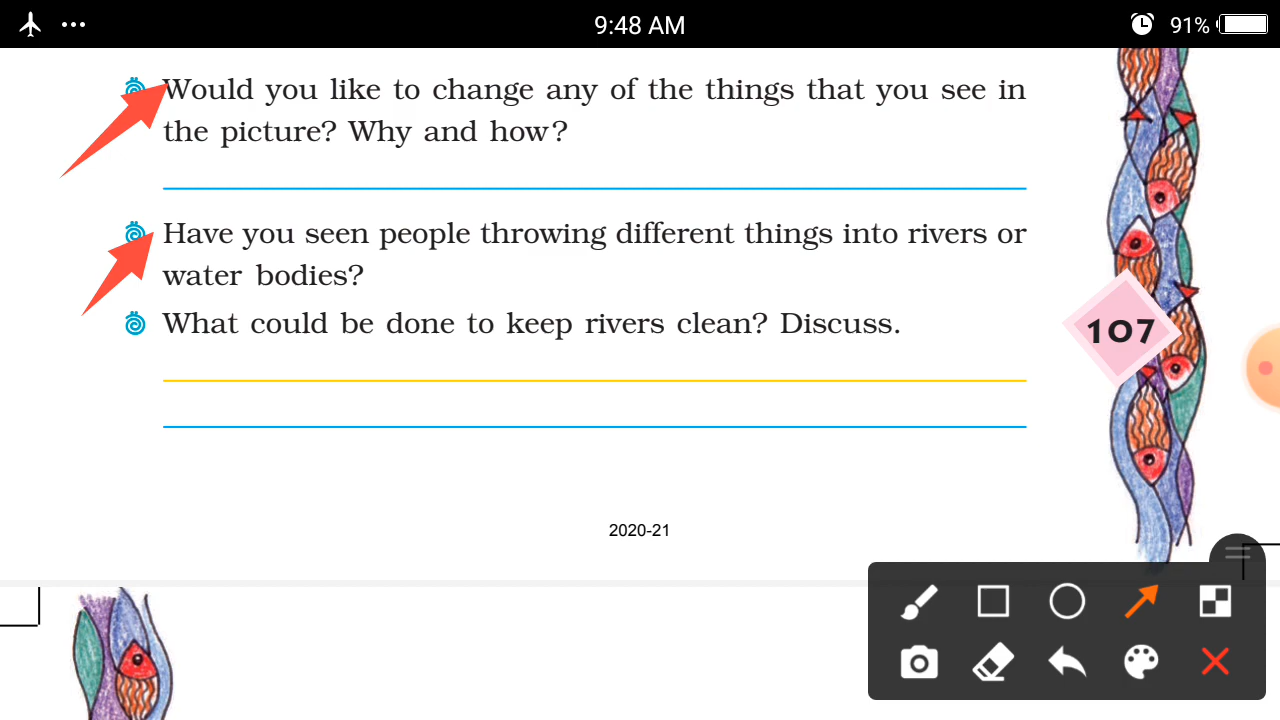 9:48 AM
91%
Would you like to change any of the things that you see in
the picture? Why and how?
Have you seen people throwing different things into rivers or
water bodies?
What could be done to keep rivers clean? Discuss.
107
2020-21